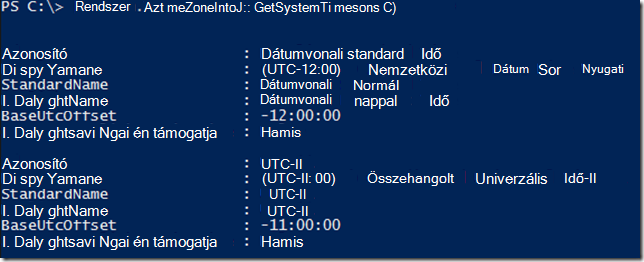 PS C:\> Rendszer .Azt meZoneIntoJ:: GetSystemTi mesons C)
Azonosító : Dátumvonali standard Idő
Di spy Yamane : (UTC-12:00) Nemzetközi Dátum Sor Nyugati
StandardName : Dátumvonali Normál
I. Daly ghtName : Dátumvonali nappal Idő
BaseUtcOffset : -12:00:00
I. Daly ghtsavi Ngai én támogatja : Hamis
Azonosító : UTC-II
Di spy Yamane : (UTC-II: 00) Összehangolt Univerzális Idő-II
StandardName : UTC-II
I. Daly ghtName : UTC-II
BaseUtcOffset : -11:00:00
I. Daly ghtsavi Ngai én támogatja : Hamis